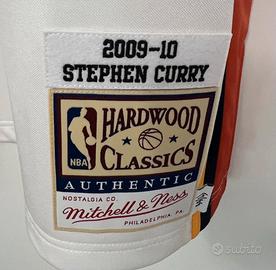 2009-10
STEPHEN CURRY
HARDWOOD
NBA
CLASSICS
AUTHENTIC
NOSTALGIA CO.
Mitchell & Ness
PHILADELPHIA, PA.
subito